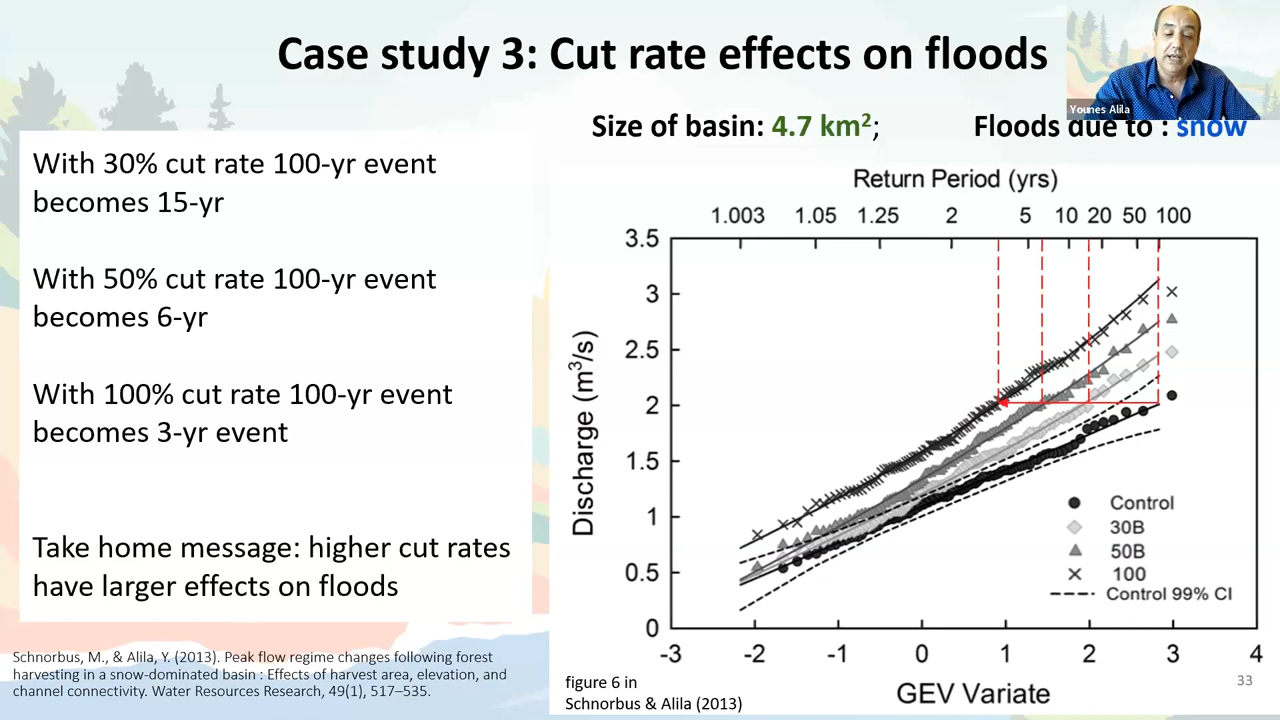 Case study 3: Cut rate effects on floods
Younes Alila
Size of basin: 4.7 km²; Floods due to : snow
With 30% cut rate 100-yr event
becomes 15-yr
With 50% cut rate 100-yr event
becomes 6-yr
With 100% cut rate 100-yr event
becomes 3-yr event
Take home message: higher cut rates
have larger effects on floods
Schnorbus, M., & Alila, Y. (2013). Peak flow regime changes following forest
harvesting in a snow-dominated basin : Effects of harvest area, elevation, and
channel connectivity. Water Resources Research, 49(1), 517–535.
Return Period (yrs)
1.003 1.05 1.25 2 5 10 20 50 100
3.5
3
2.5
2
1.5
1
0.5
0
Discharge (m³/s)
Control
30B
50B
100
Control 99% CI
-3 -2 -1 0 1 2 3 4
GEV Variate
figure 6 in
Schnorbus & Alila (2013)
33